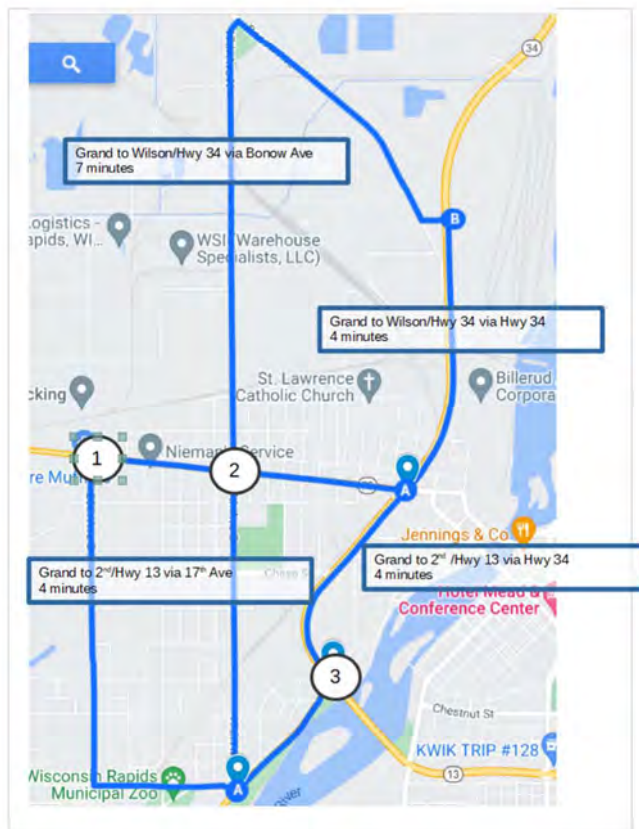 34
Grand to Wilson/Hwy 34 via Bonow Ave
7 minutes
Logistics -
apids, WI...
WSI (Warehouse
Specialists, LLC)
B
Grand to Wilson/Hwy 34 via Hwy 34
4 minutes
St. Lawrence
Catholic Church
Billerud
Corpora
cking
1
Niemans Service
2
re Mu
A
Jennings & Co
Grand to 2nd/Hwy 13 via 17th Ave
4 minutes
Grand to 2nd /Hwy 13 via Hwy 34
4 minutes
Hotel Mead &
Conference Center
3
Chestnut St
KWIK TRIP #128
13
Wisconsin Rapids
Municipal Zoo
A
River